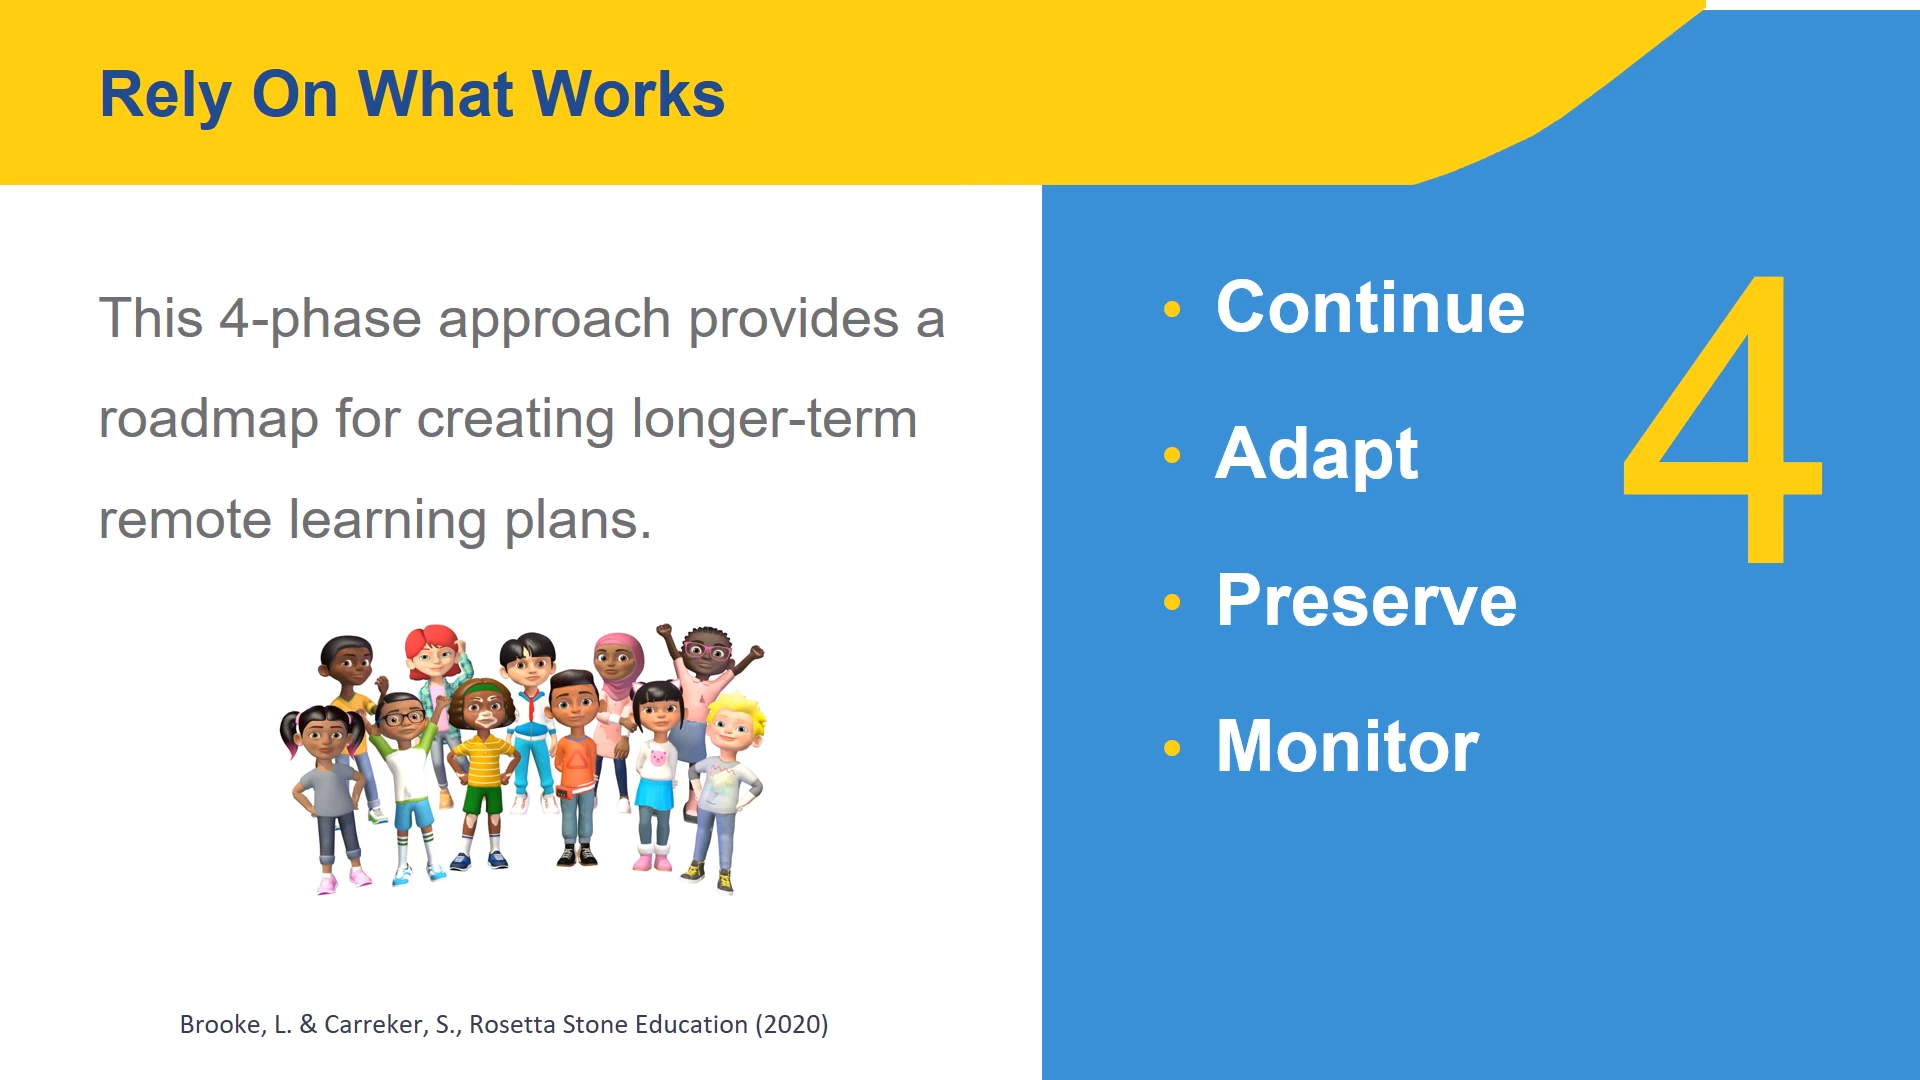 Rely On What Works
This 4-phase approach provides a
roadmap for creating longer-term
remote learning plans.
Brooke, L. & Carreker, S., Rosetta Stone Education (2020)
• Continue
• Adapt
• Preserve
• Monitor
4